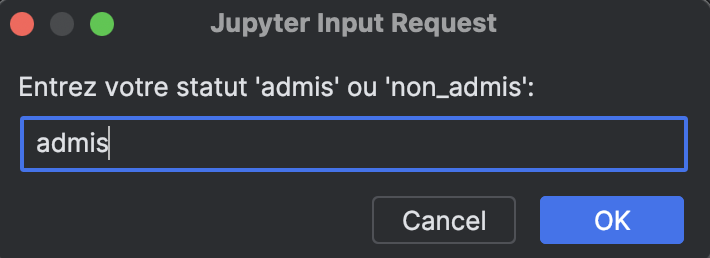 Jupyter Input Request
Entrez votre statut 'admis' ou 'non_admis':
admis
Cancel
OK